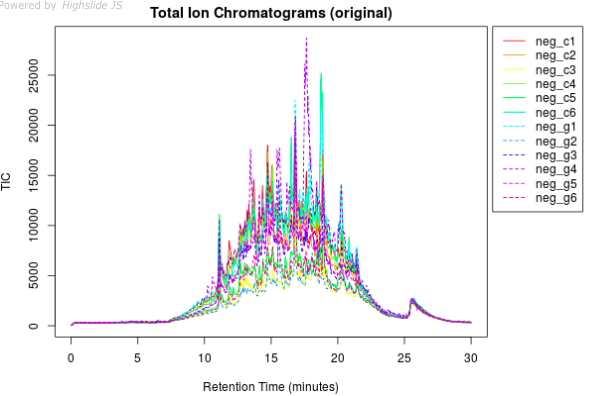 Powered by Highslide JS
Total Ion Chromatograms (original)
TIC
25000
20000
15000
10000
5000
0
0 5 10 15 20 25 30
Retention Time (minutes)
neg_c1
neg_c2
neg_c3
neg_c4
neg_c5
neg_c6
neg_g1
neg_g2
neg_g3
neg_g4
neg_g5
neg_g6